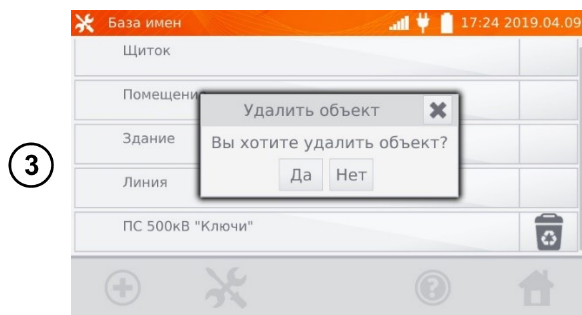 База имен 17:24 2019.04.09
Щиток
Помещени
Удалить объект
Здание
Вы хотите удалить объект?
3
Линия
Да Нет
ПС 500кВ "Ключи"